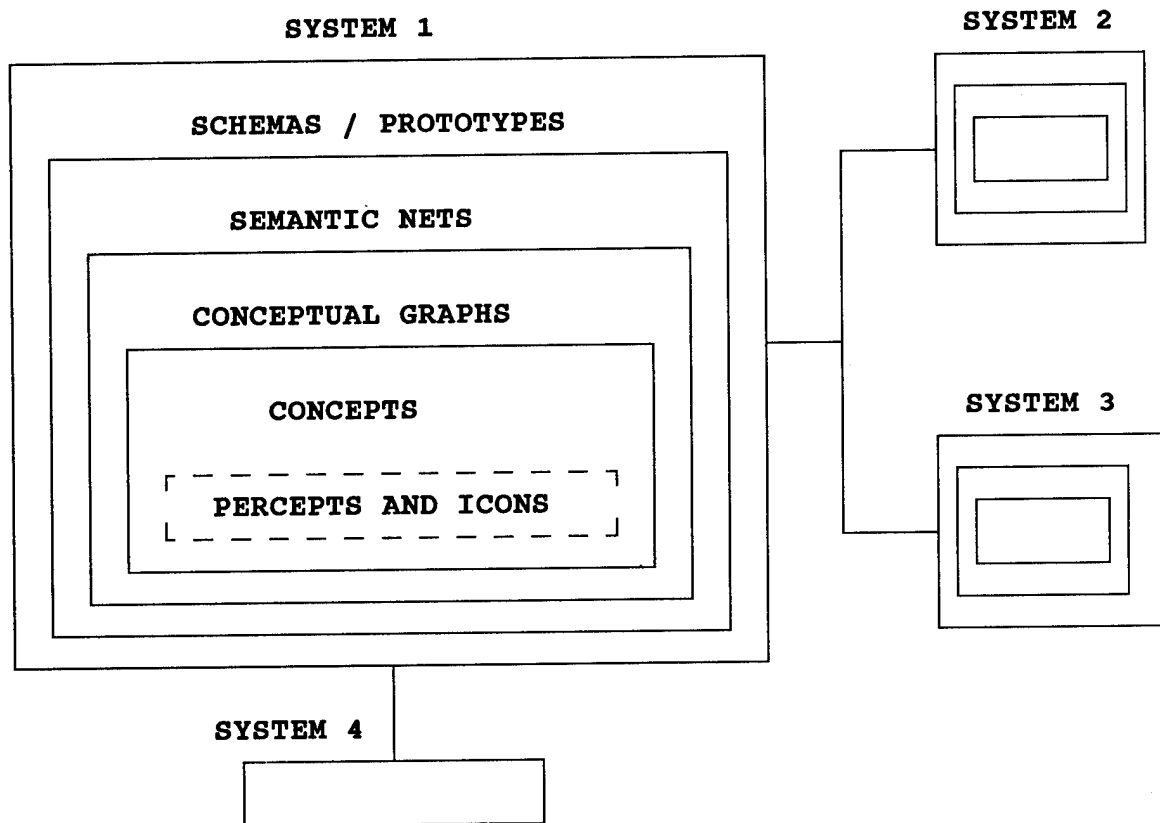 SYSTEM 1
SCHEMAS / PROTOTYPES
SEMANTIC NETS
CONCEPTUAL GRAPHS
CONCEPTS
PERCEPTS AND ICONS
SYSTEM 2
SYSTEM 3
SYSTEM 4